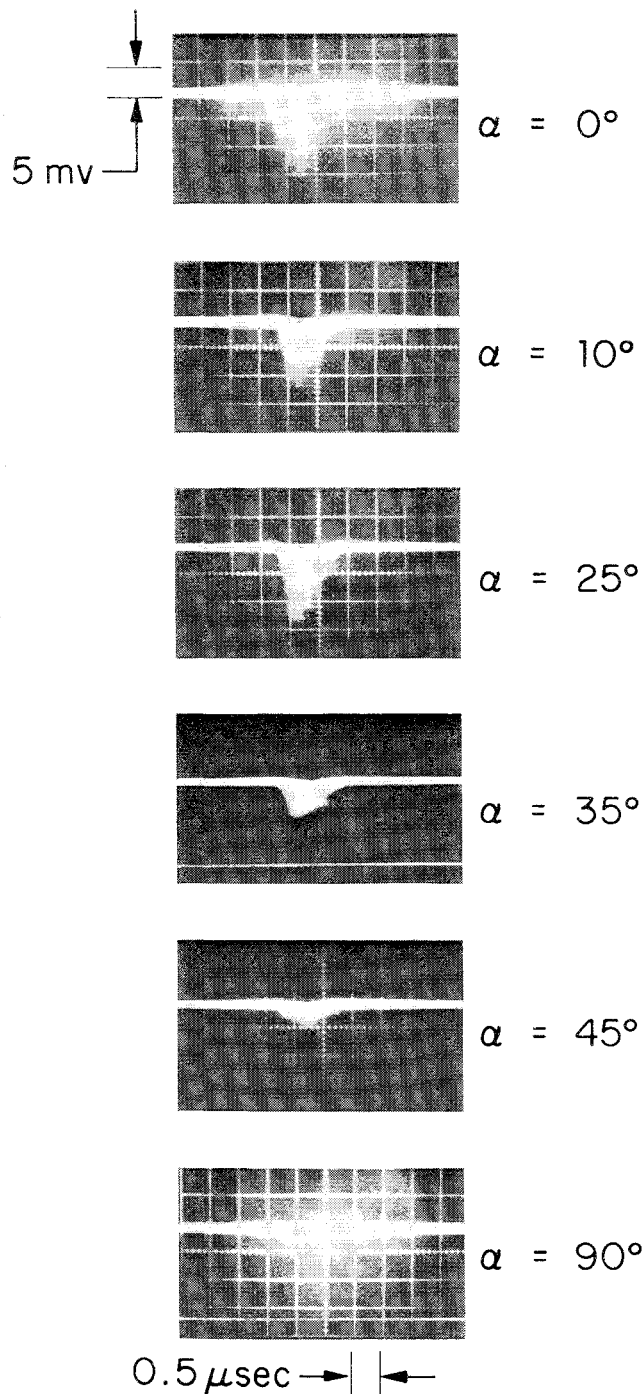 α = 0°
5 mv
α = 10°
α = 25°
α = 35°
α = 45°
α = 90°
0.5 μsec